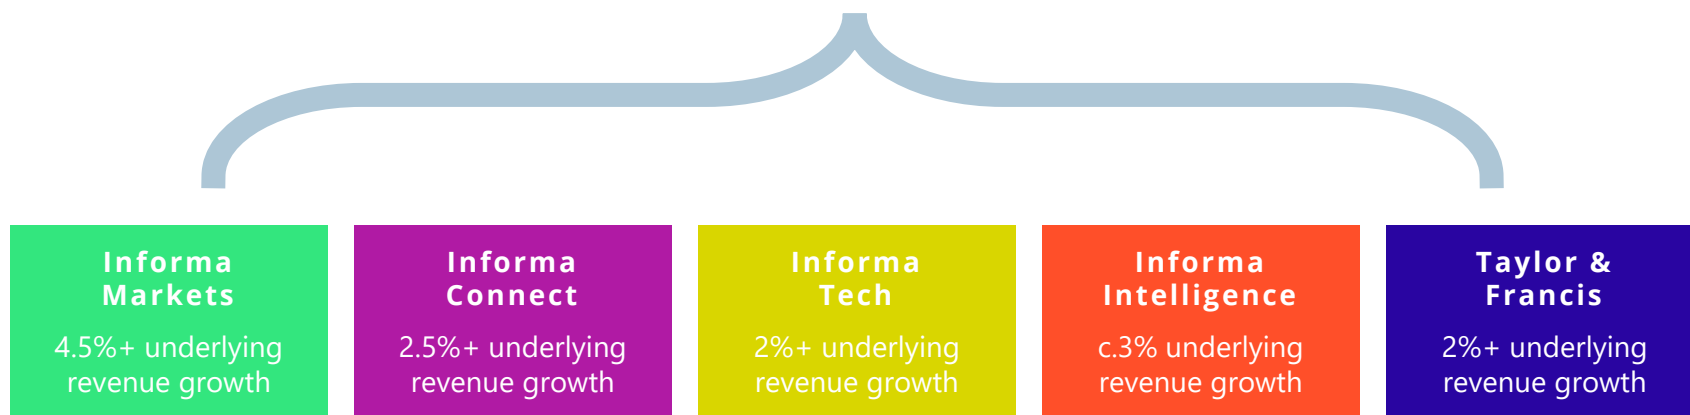 Informa
Markets
4.5%+ underlying
revenue growth
Informa
Connect
2.5%+ underlying
revenue growth
Informa
Tech
2%+ underlying
revenue growth
Informa
Intelligence
c.3% underlying
revenue growth
Taylor &
Francis
2%+ underlying
revenue growth